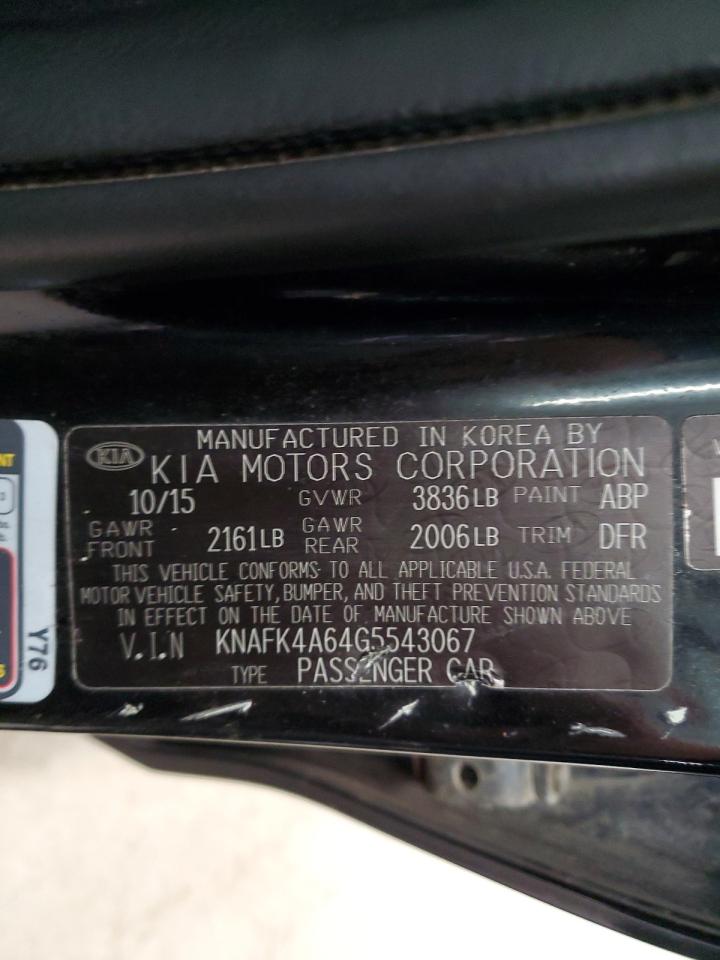 MANUFACTURED IN KOREA BY
KIA KIA MOTORS CORPORATION
10/15 GVWR 3836LB PAINT ABP
GAWR FRONT 2161LB GAWR REAR 2006LB TRIM DFR
THIS VEHICLE CONFORMS TO ALL APPLICABLE U.S.A. FEDERAL
MOTOR VEHICLE SAFETY, BUMPER, AND THEFT PREVENTION STANDARDS
IN EFFECT ON THE DATE OF MANUFACTURE SHOWN ABOVE
V.I.N KNAFK4A64G5543067
TYPE PASSENGER CAR
Y76